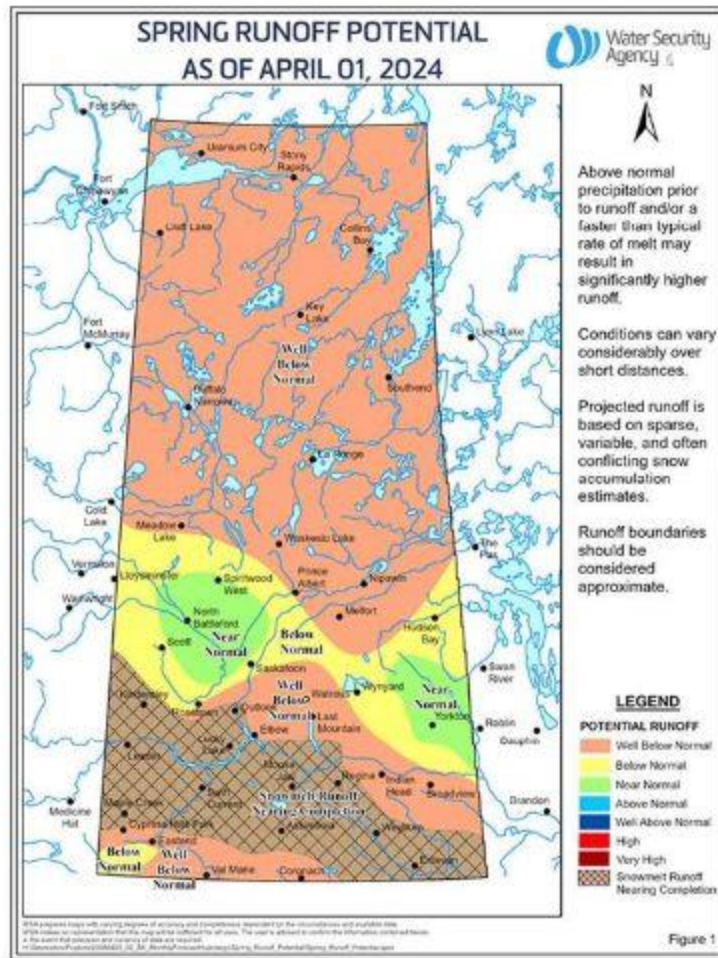 SPRING RUNOFF POTENTIAL
AS OF APRIL 01, 2024
Water Security
Agency
N
Above normal
precipitation prior
to runoff and/or a
faster than typical
rate of melt may
result in
significantly higher
runoff.
Conditions can vary
considerably over
short distances.
Projected runoff is
based on sparse,
variable, and often
conflicting snow
accumulation
estimates.
Runoff boundaries
should be
considered
approximate.
Uranium City
Stony
Rapids
Fort
Collins
Bay
Key
Lake
Fort
McMurray
Well
Below
Normal
Southend
Buffalo
Narrows
La Ronge
Cold
Lake
Meadow
Lake
Waskesiu Lake
The
Pas
Vermilion
Lloydminster
Spiritwood
West
Prince
Albert
Nipawin
Wainwright
North
Battleford
Melfort
Hudson
Bay
Near
Normal
Scott
Below
Normal
Saskatoon
Swan
River
Well
Below
Normal
Watrous
Wynyard
Near
Normal
Kindersley
Rosetown
Outlook
Last
Mountain
Yorkton
Roblin
Dauphin
Elbow
Lucky
Lake
Leader
Moose
Jaw
Regina
Indian
Head
Broadview
Medicine
Hat
Maple Creek
Swift
Current
Snowmelt Runoff
Nearing Completion
Brandon
Cypress Hills Park
Assiniboia
Weyburn
Eastend
Estevan
Below
Normal
Well
Below
Normal
Val Marie
Coronach
LEGEND
POTENTIAL RUNOFF
Well Below Normal
Below Normal
Near Normal
Above Normal
Well Above Normal
High
Very High
Snowmelt Runoff
Nearing Completion
Figure 1